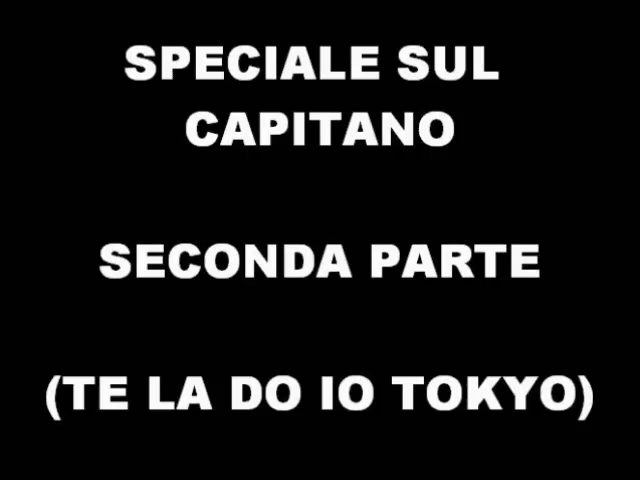 SPECIALE SUL
CAPITANO
SECONDA PARTE
(TE LA DO IO TOKYO)